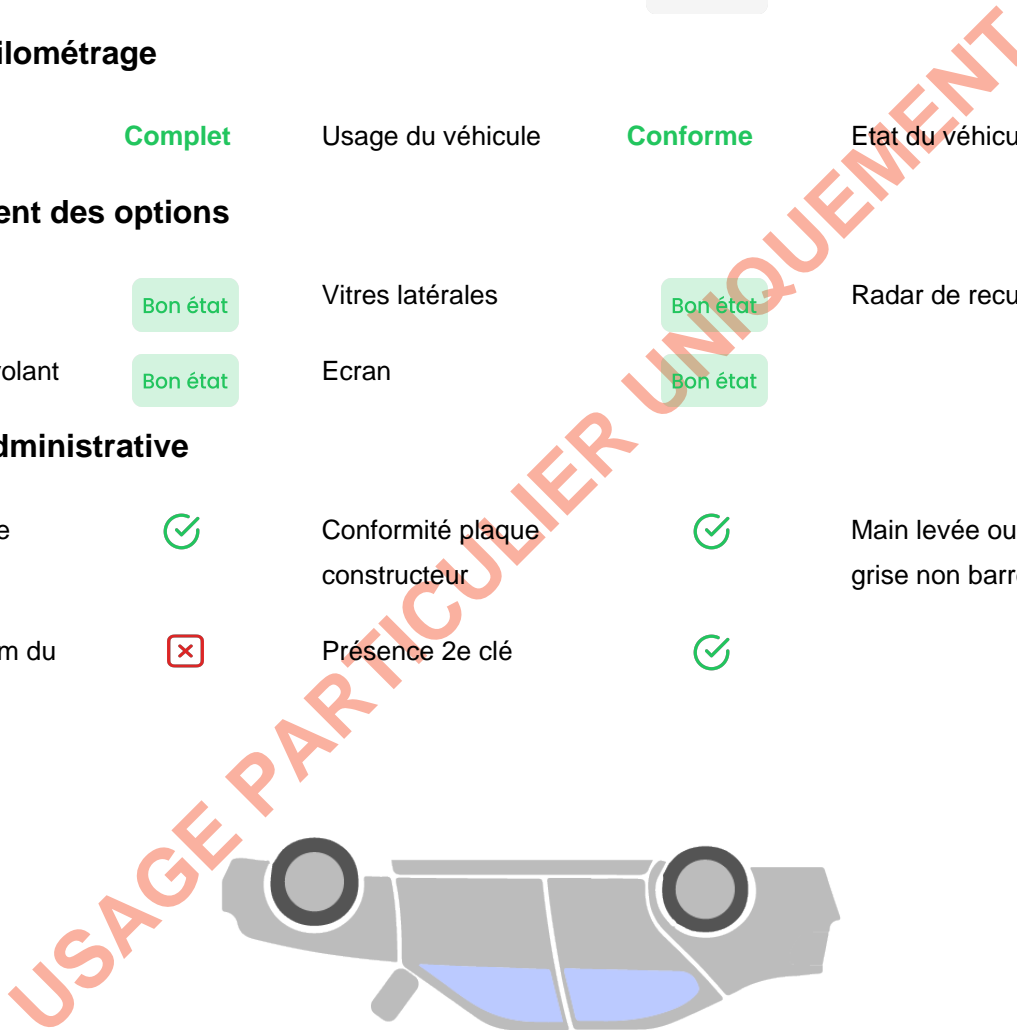 ilométrage
Complet Usage du véhicule Conforme Etat du véhicu
ent des options
Bon état Vitres latérales Bon état Radar de recu
olant Bon état Ecran Bon état
dministrative
e Conformité plaque Main levée ou
constructeur grise non barr
m du Présence 2e clé
USAGE PARTICULIER UNIQUEMENT